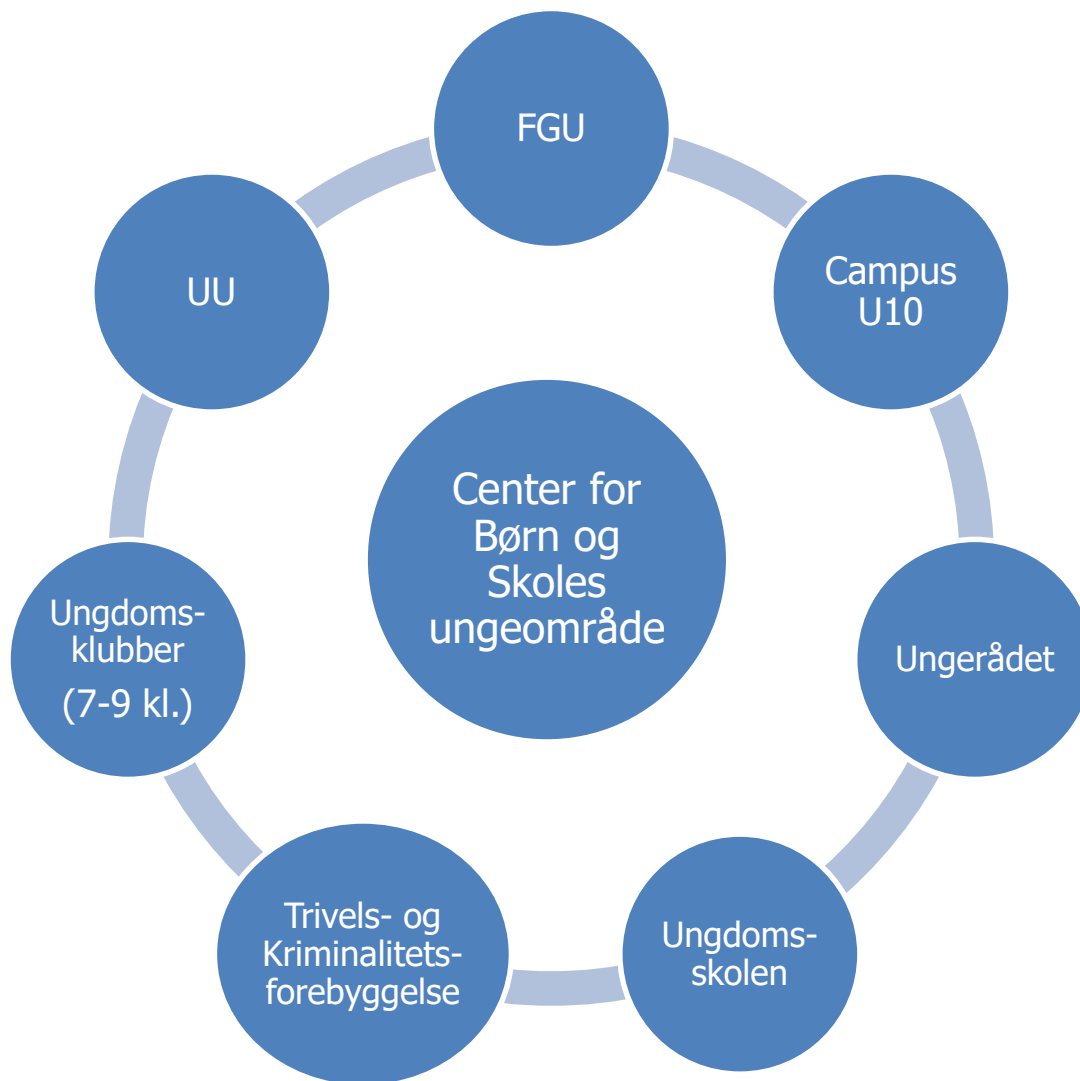 FGU
Campus
U10
UU
Center for
Børn og
Skoles
ungeområde
Ungdoms-
klubber
(7-9 kl.)
Ungerådet
Trivels- og
Kriminalitets-
forebyggelse
Ungdoms-
skolen